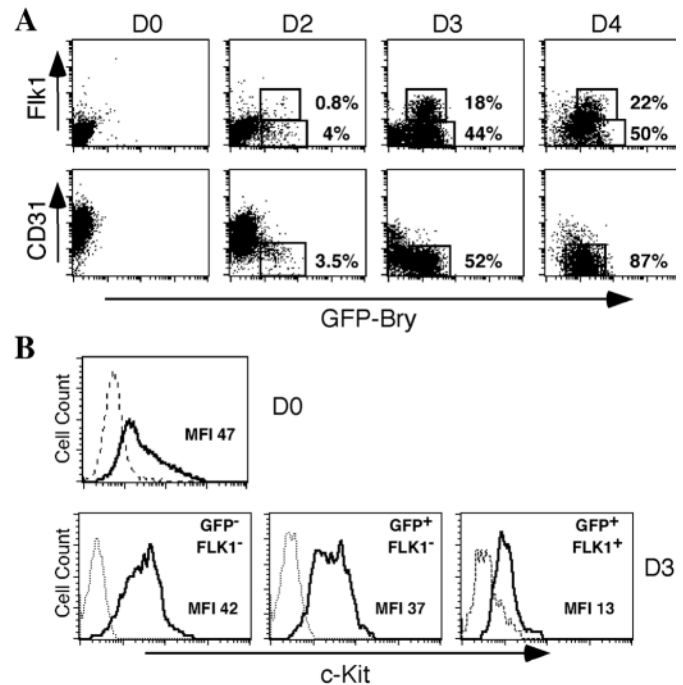 A
D0 D2 D3 D4
Flk1
0.8% 18% 22%
4% 44% 50%
CD31
3.5% 52% 87%
GFP-Bry
B
Cell Count
MFI 47
D0
Cell Count
GFP-
FLK1-
MFI 42
GFP+
FLK1-
MFI 37
GFP+
FLK1+
MFI 13
D3
c-Kit